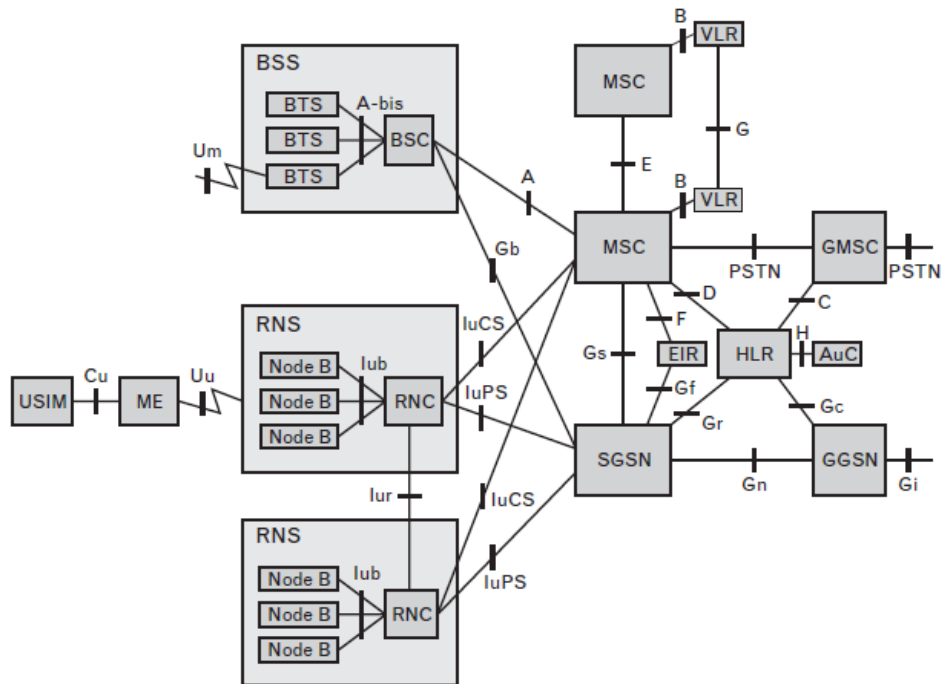 B
VLR
BSS
MSC
BTS
A-bis
BTS
BSC
G
Um
BTS
E
A
B
VLR
MSC
GMSC
Gb
PSTN
PSTN
D
C
RNS
IuCS
F
H
Node B
Iub
Gs
EIR
HLR
AuC
Cu
Uu
IuPS
USIM
ME
Node B
RNC
Gf
Gc
Node B
Gr
SGSN
GGSN
Gn
Gi
Iur
IuCS
RNS
Node B
Iub
IuPS
Node B
RNC
Node B